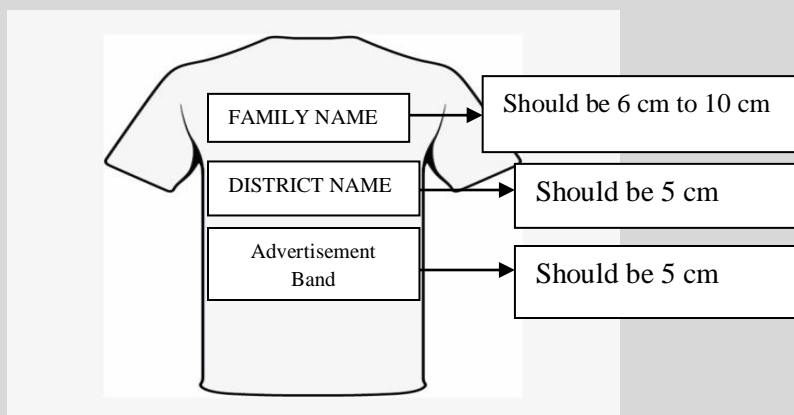 FAMILY NAME
Should be 6 cm to 10 cm
DISTRICT NAME
Should be 5 cm
Advertisement
Band
Should be 5 cm